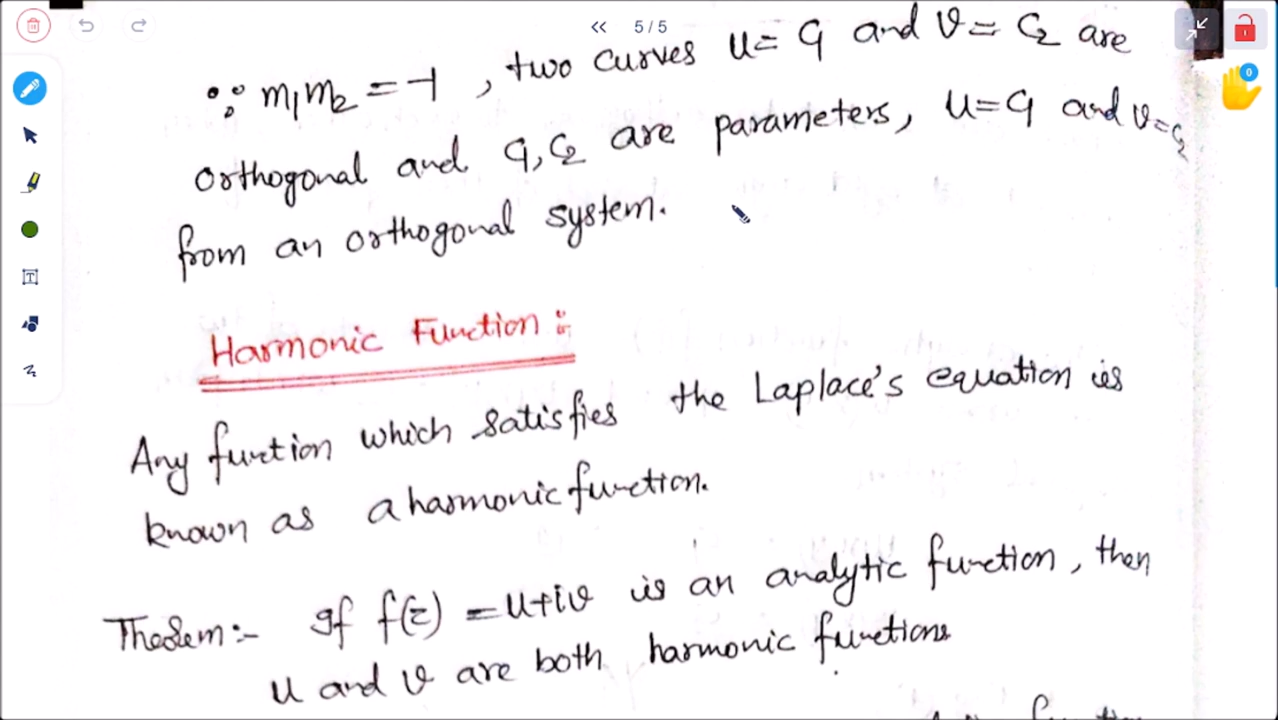 << 5/5
∵ m₁m₂ = -1, two curves u = C₁ and v = C₂ are
orthogonal and C₁, C₂ are parameters, u = C₁ and v = C₂
from an orthogonal system.
Harmonic Function :-
Any function which satisfies the Laplace's equation is
known as a harmonic function.
Theorem:- If f(z) = u+iv is an analytic function, then
u and v are both harmonic functions